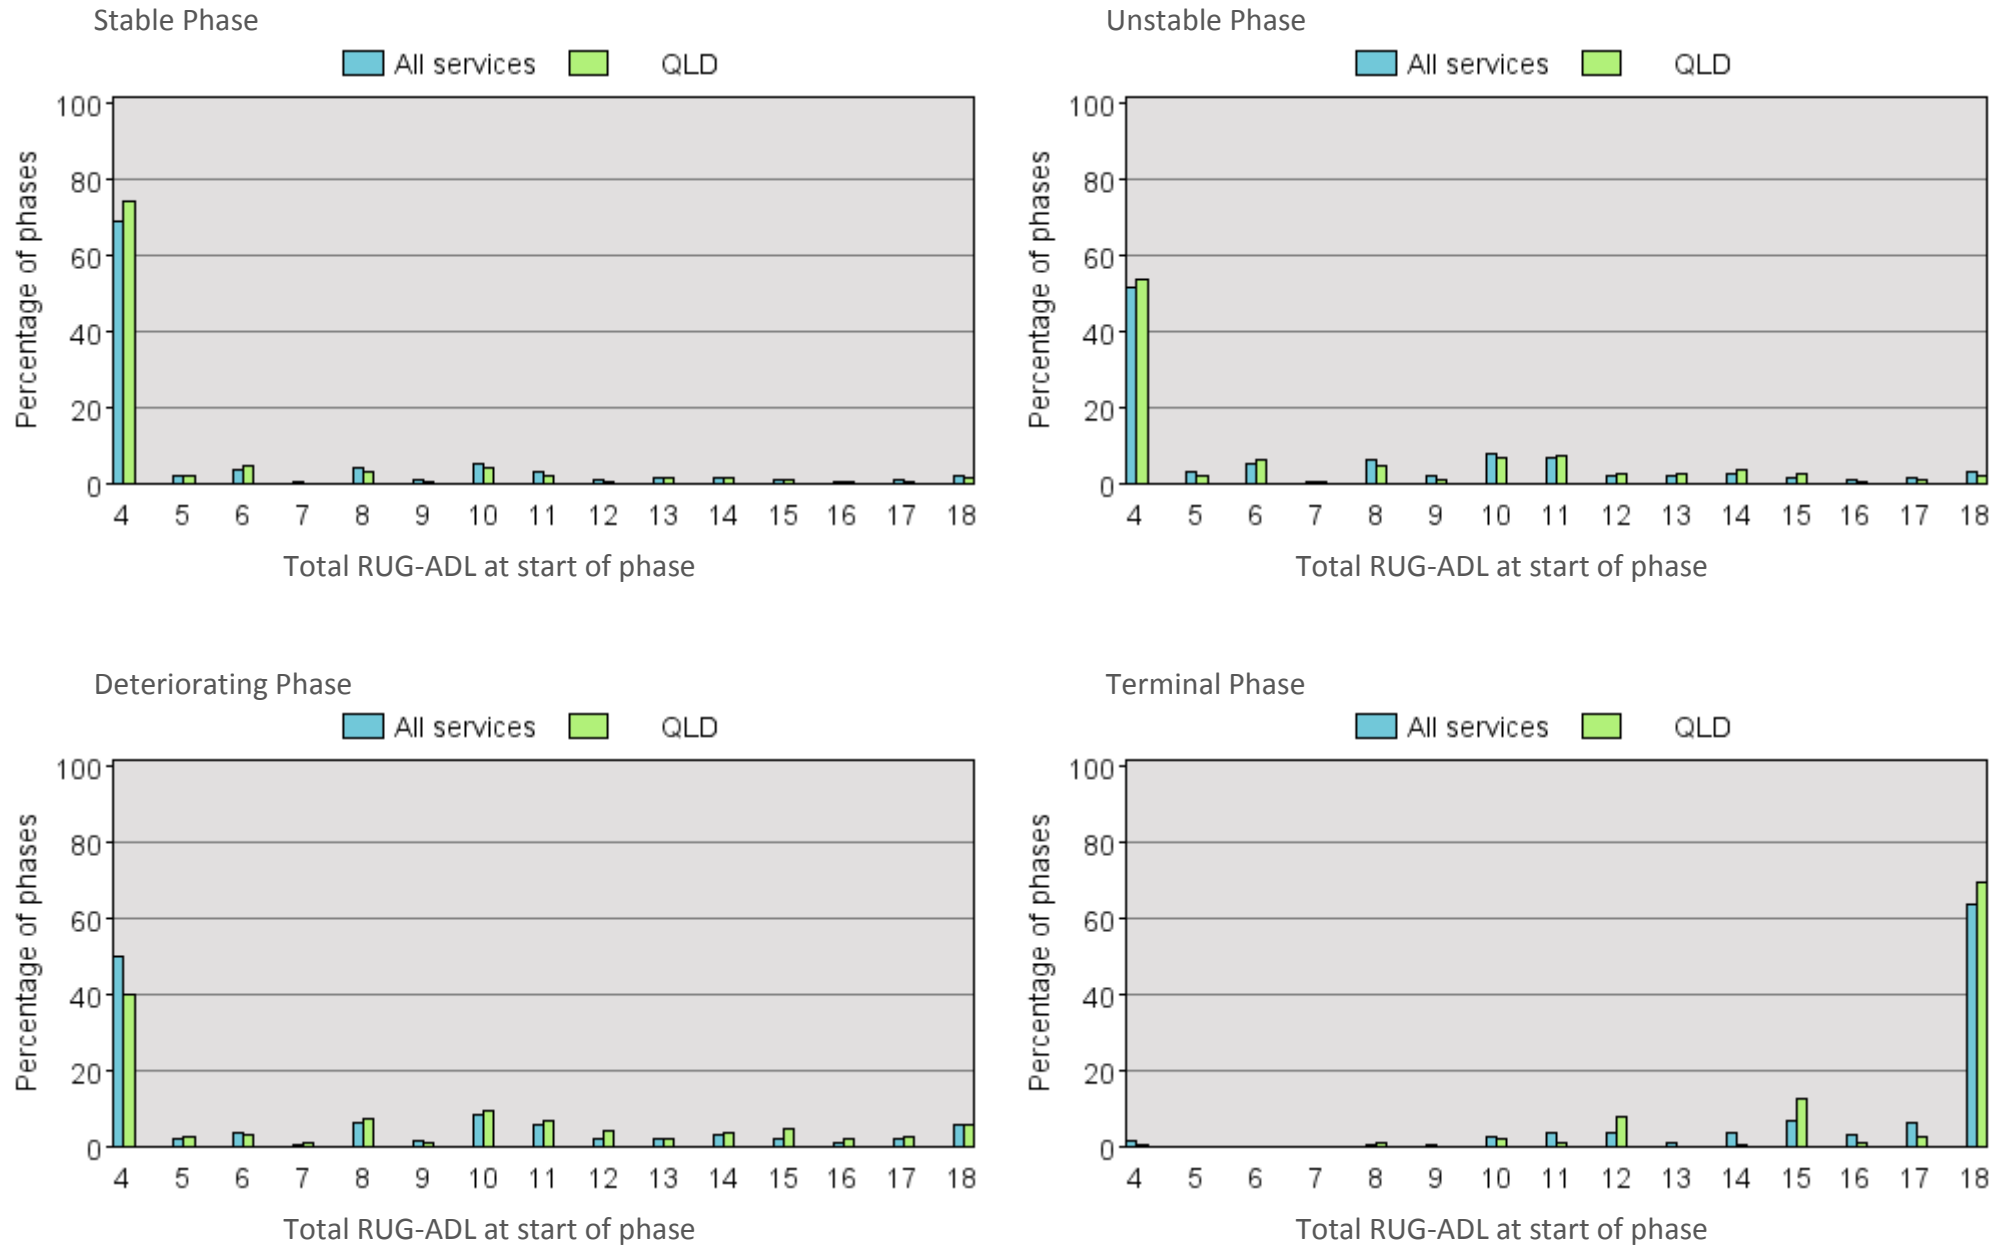 Stable Phase
All services QLD
Percentage of phases
100
80
60
40
20
0
4 5 6 7 8 9 10 11 12 13 14 15 16 17 18
Total RUG-ADL at start of phase
Unstable Phase
All services QLD
Percentage of phases
100
80
60
40
20
0
4 5 6 7 8 9 10 11 12 13 14 15 16 17 18
Total RUG-ADL at start of phase
Deteriorating Phase
All services QLD
Percentage of phases
100
80
60
40
20
0
4 5 6 7 8 9 10 11 12 13 14 15 16 17 18
Total RUG-ADL at start of phase
Terminal Phase
All services QLD
Percentage of phases
100
80
60
40
20
0
4 5 6 7 8 9 10 11 12 13 14 15 16 17 18
Total RUG-ADL at start of phase